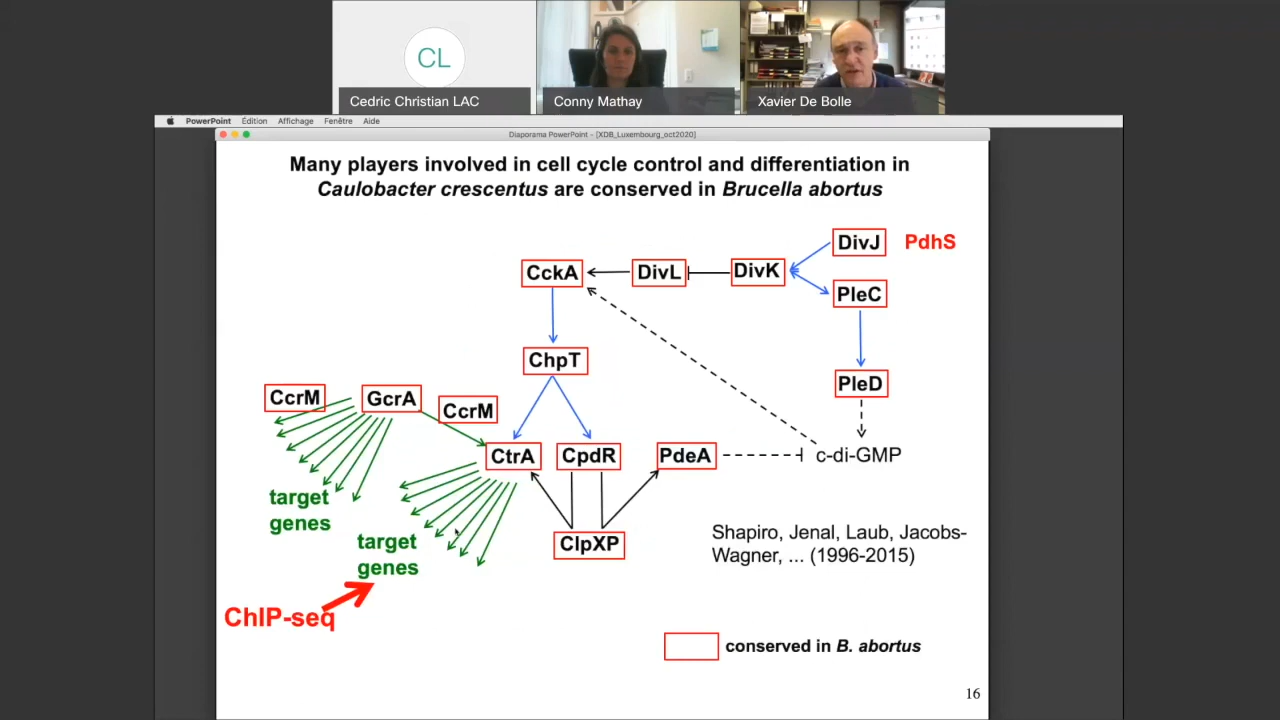 CL
Cedric Christian LAC
Conny Mathay
Xavier De Bolle
PowerPoint Édition Affichage Fenêtre Aide
Diaporama PowerPoint - [XDB_Luxembourg_oct2020]
Many players involved in cell cycle control and differentiation in
Caulobacter crescentus are conserved in Brucella abortus
DivJ PdhS
CckA DivL DivK
PleC
ChpT
PleD
CcrM GcrA CcrM
CtrA CpdR PdeA c-di-GMP
target
genes
target
genes
ClpXP
Shapiro, Jenal, Laub, Jacobs-
Wagner, ... (1996-2015)
ChIP-seq
conserved in B. abortus
16